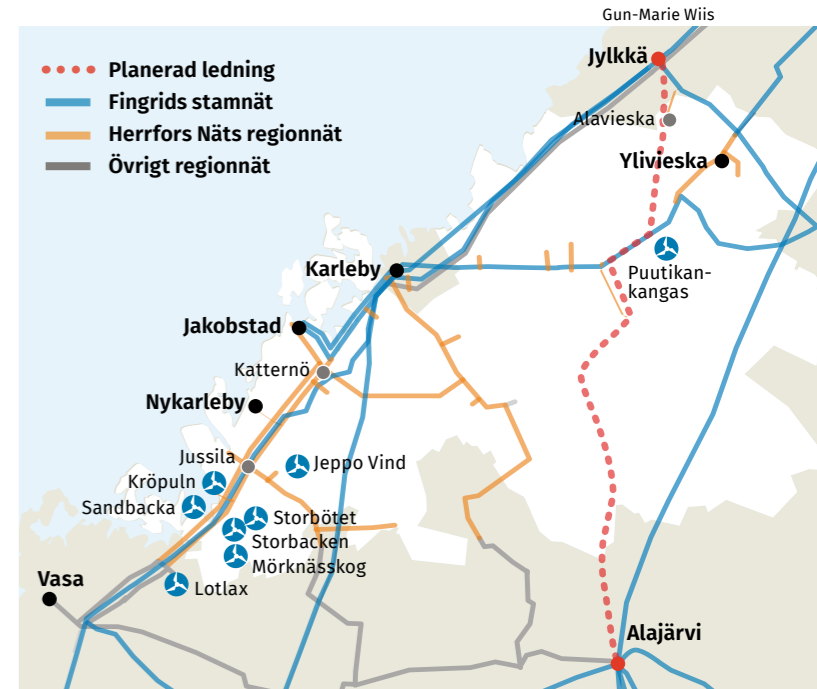 Gun-Marie Wiis
Jylkkä
Planerad ledning
Fingrids stamnät
Herrfors Näts regionnät
Övrigt regionnät
Alavieska
Ylivieska
Karleby
Puutikan-
kangas
Jakobstad
Katternö
Nykarleby
Jussila
Jeppo Vind
Kröpuln
Sandbacka
Storbötet
Storbacken
Mörknässkog
Vasa
Lotlax
Alajärvi